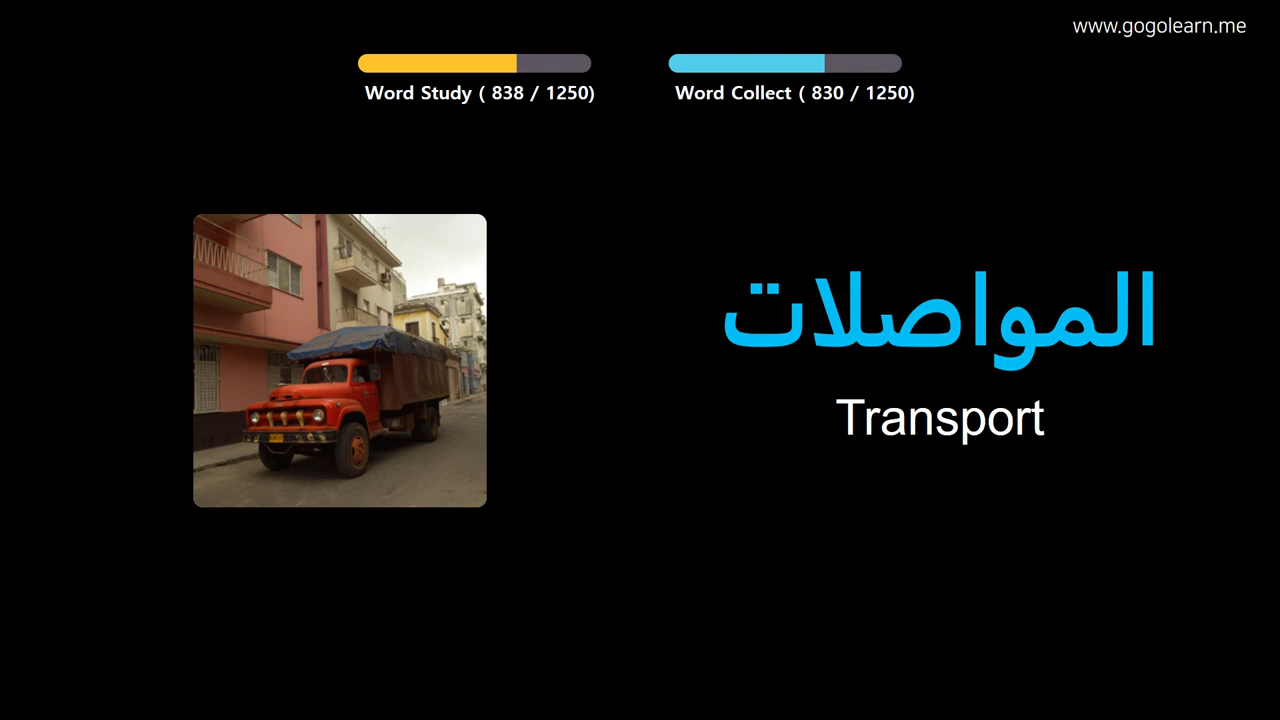 www.gogolearn.me
Word Study ( 838 / 1250)
Word Collect ( 830 / 1250)
المواصلات
Transport